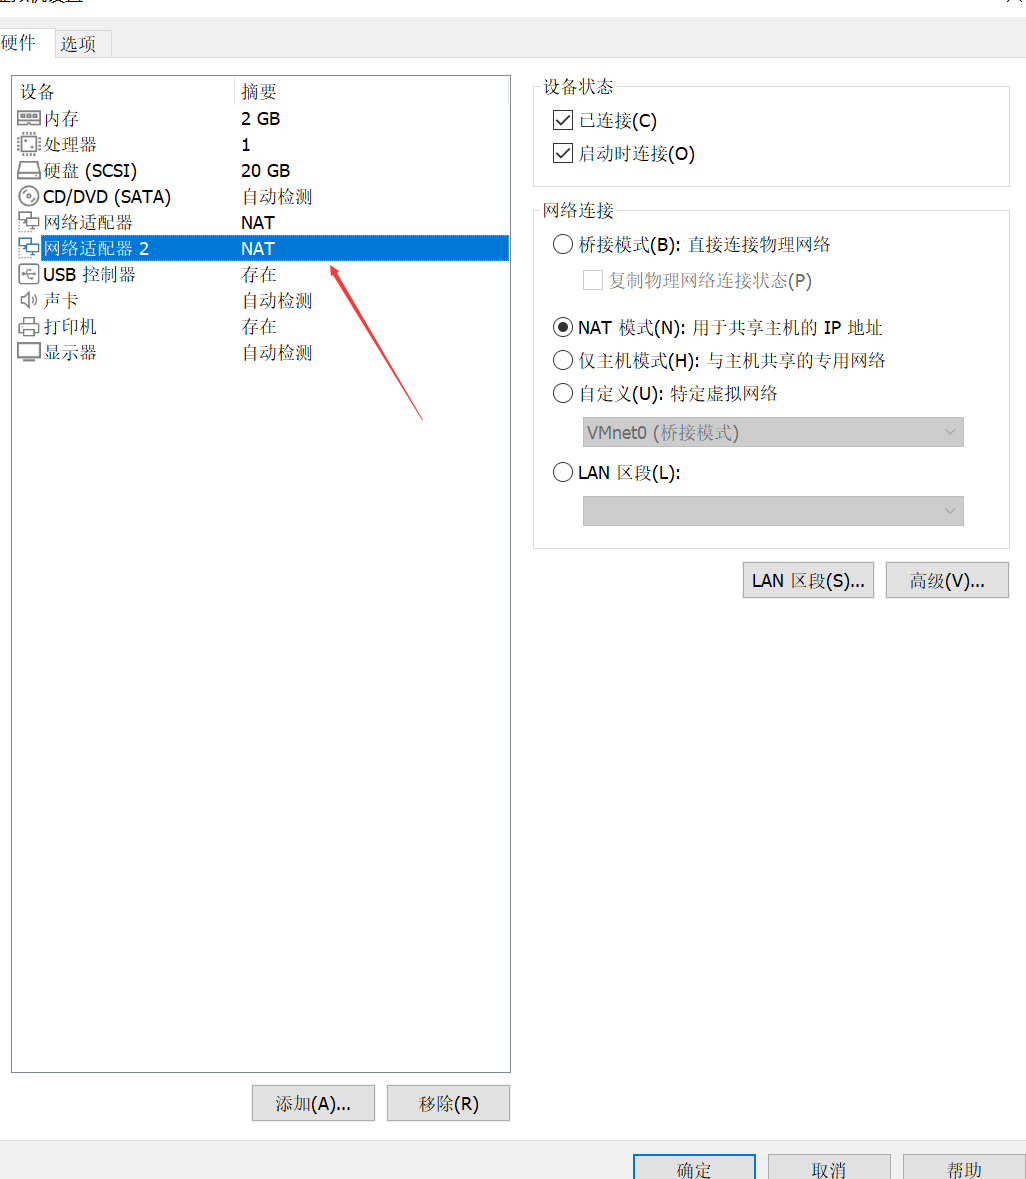 硬件 选项
设备 摘要
内存 2 GB
处理器 1
硬盘 (SCSI) 20 GB
CD/DVD (SATA) 自动检测
网络适配器 NAT
网络适配器 2 NAT
USB 控制器 存在
声卡 自动检测
打印机 存在
显示器 自动检测
添加(A)... 移除(R)
设备状态
已连接(C)
启动时连接(O)
网络连接
桥接模式(B): 直接连接物理网络
复制物理网络连接状态(P)
NAT 模式(N): 用于共享主机的 IP 地址
仅主机模式(H): 与主机共享的专用网络
自定义(U): 特定虚拟网络
VMnet0 (桥接模式)
LAN 区段(L):
LAN 区段(S)... 高级(V)...
确定 取消 帮助